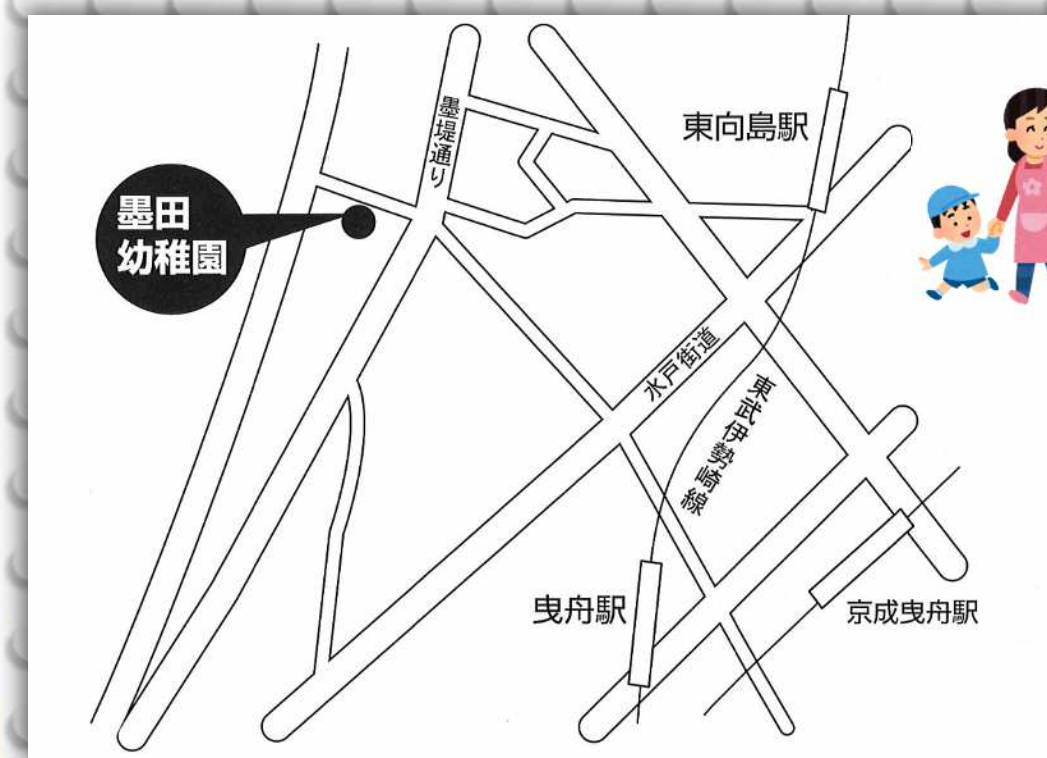 墨堤通り
東向島駅
墨田
幼稚園
水戸街道
東武伊勢崎線
曳舟駅
京成曳舟駅